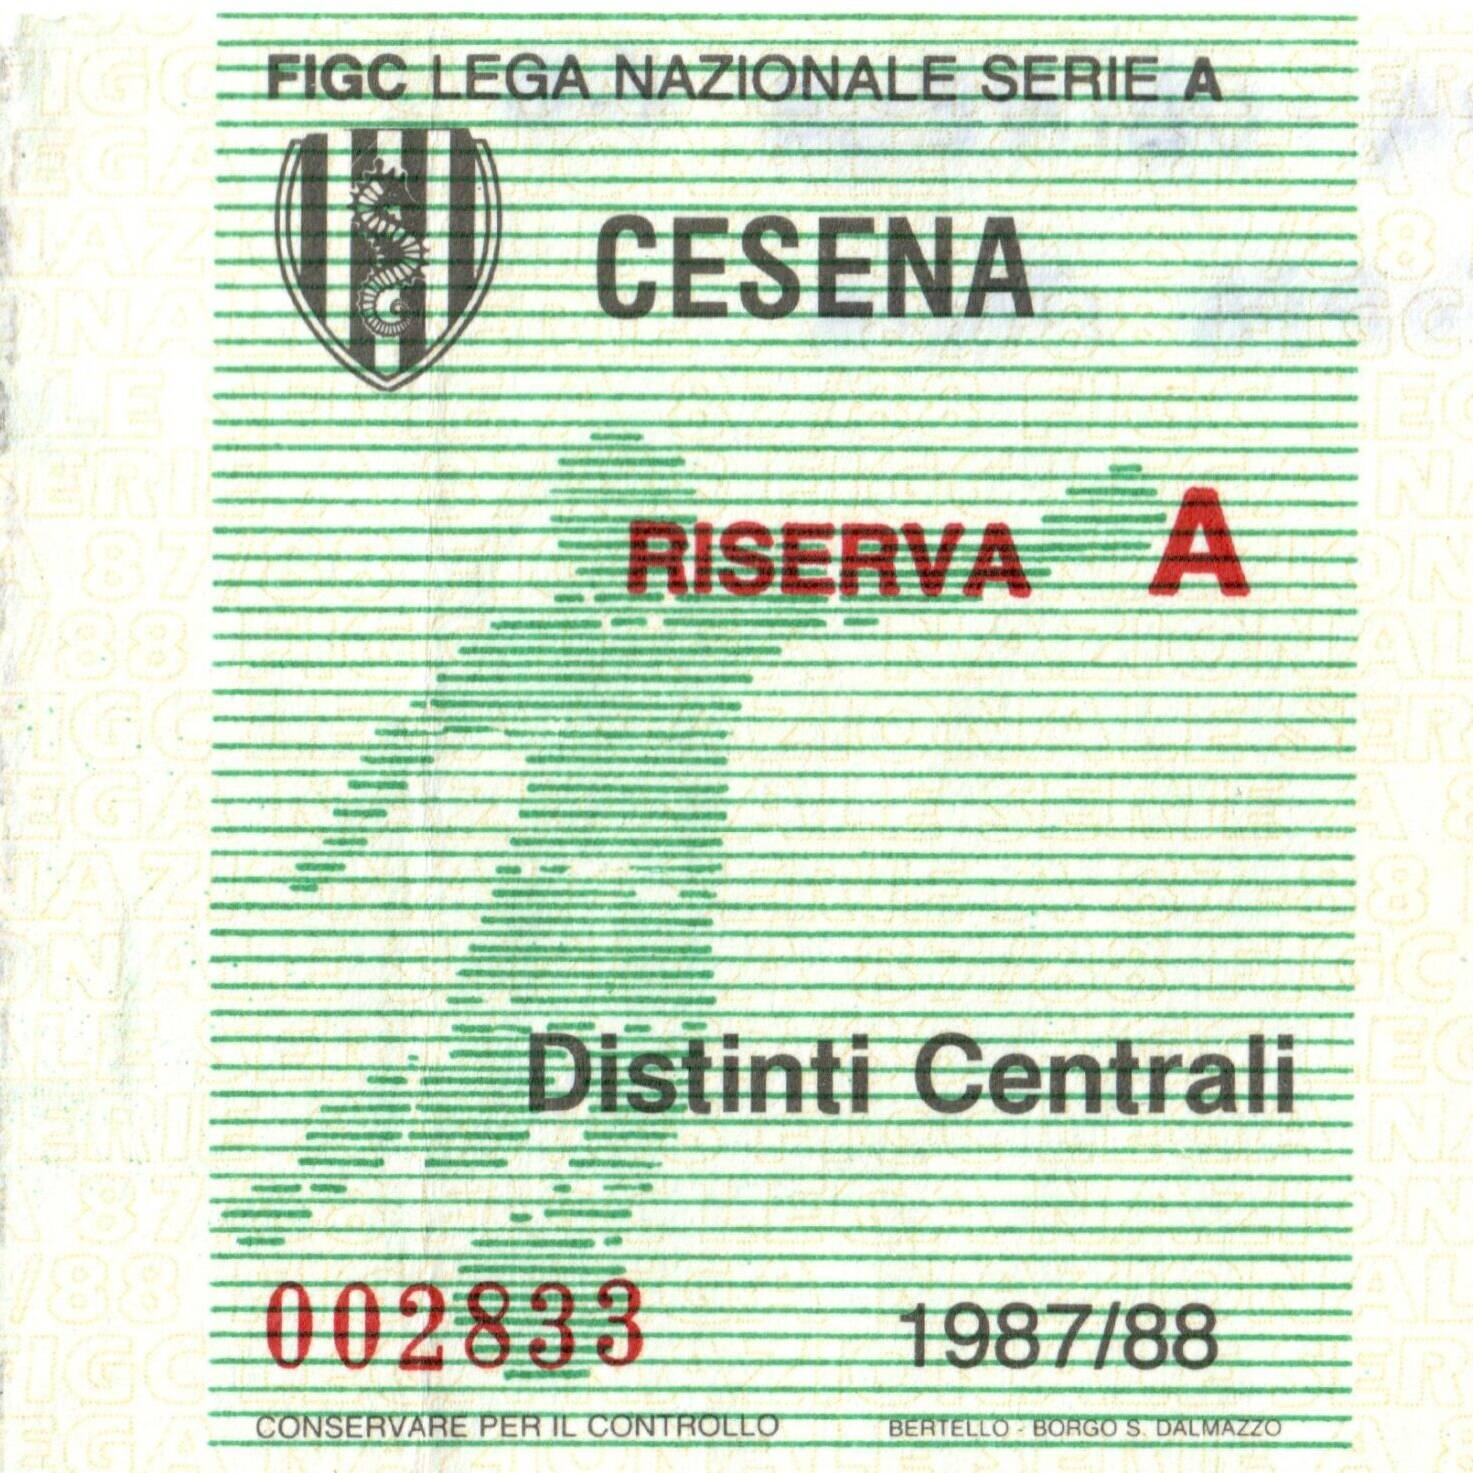 FIGC LEGA NAZIONALE SERIE A
CESENA
RISERVA A
Distinti Centrali
002833 1987/88
CONSERVARE PER IL CONTROLLO BERTELLO - BORGO S. DALMAZZO